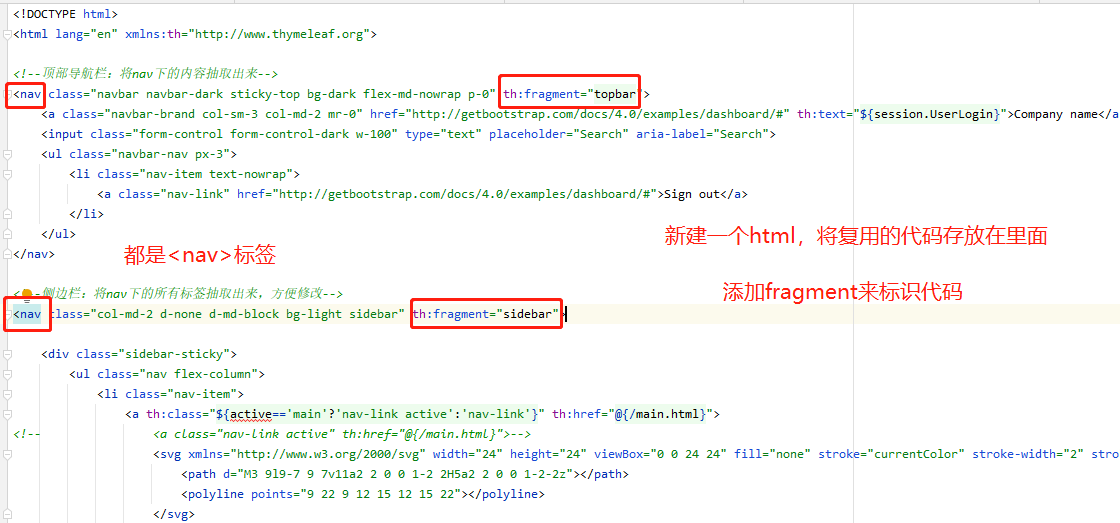 <!DOCTYPE html>
<html lang="en" xmlns:th="http://www.thymeleaf.org">
<!--顶部导航栏：将nav下的内容抽取出来-->
<nav class="navbar navbar-dark sticky-top bg-dark flex-md-nowrap p-0" th:fragment="topbar">
<a class="navbar-brand col-sm-3 col-md-2 mr-0" href="http://getbootstrap.com/docs/4.0/examples/dashboard/#" th:text="${session.UserLogin}">Company name</a
<input class="form-control form-control-dark w-100" type="text" placeholder="Search" aria-label="Search">
<ul class="navbar-nav px-3">
<li class="nav-item text-nowrap">
<a class="nav-link" href="http://getbootstrap.com/docs/4.0/examples/dashboard/#">Sign out</a>
</li>
</ul>
新建一个html，将复用的代码存放在里面
</nav>
都是<nav>标签
添加fragment来标识代码
侧边栏：将nav下的所有标签抽取出来，方便修改-->
<nav class="col-md-2 d-none d-md-block bg-light sidebar" th:fragment="sidebar">
<div class="sidebar-sticky">
<ul class="nav flex-column">
<li class="nav-item">
<a th:class="${active=='main'?'nav-link active':'nav-link'}" th:href="@{/main.html}">
<!-- <a class="nav-link active" th:href="@{/main.html}">-->
<svg xmlns="http://www.w3.org/2000/svg" width="24" height="24" viewBox="0 0 24 24" fill="none" stroke="currentColor" stroke-width="2" stro
<path d="M3 9l9-7 9 7v11a2 2 0 0 1-2 2H5a2 2 0 0 1-2-2z"></path>
<polyline points="9 22 9 12 15 12 15 22"></polyline>
</svg>